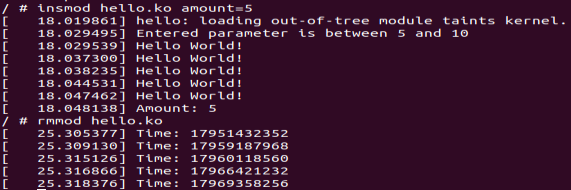 / # insmod hello.ko amount=5
[   18.019861] hello: loading out-of-tree module taints kernel.
[   18.029495] Entered parameter is between 5 and 10
[   18.029539] Hello World!
[   18.037300] Hello World!
[   18.038235] Hello World!
[   18.044531] Hello World!
[   18.047462] Hello World!
[   18.048138] Amount: 5
/ # rmmod hello.ko
[   25.305377] Time: 17951432352
[   25.309130] Time: 17959187968
[   25.315126] Time: 17960118560
[   25.316866] Time: 17966421232
[   25.318376] Time: 17969358256